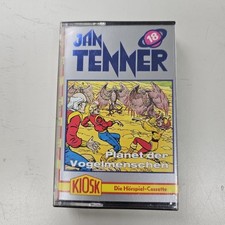 JAN
18
TENNER
Planet der
Vogelmenschen
KIOSK
Die Hörspiel-Cassette